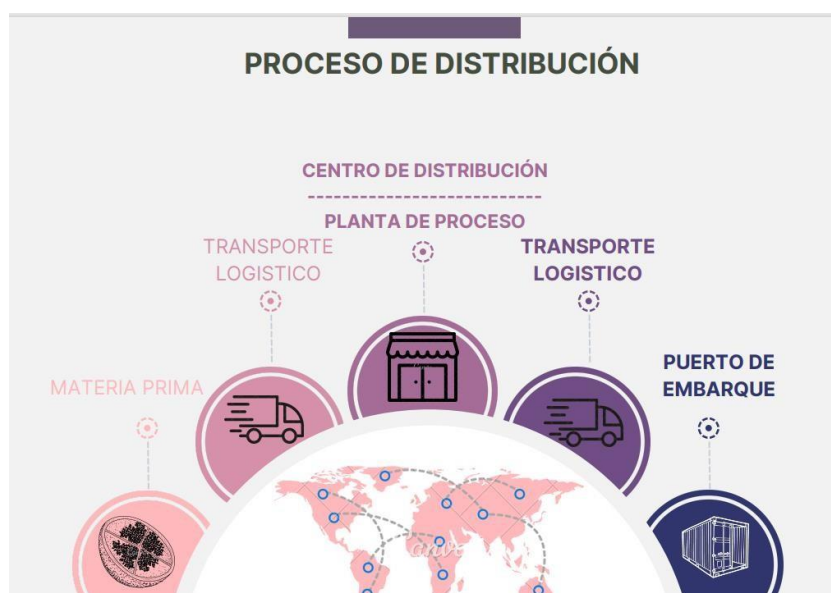 PROCESO DE DISTRIBUCIÓN
CENTRO DE DISTRIBUCIÓN
PLANTA DE PROCESO
TRANSPORTE
LOGISTICO
TRANSPORTE
LOGISTICO
MATERIA PRIMA
PUERTO DE
EMBARQUE